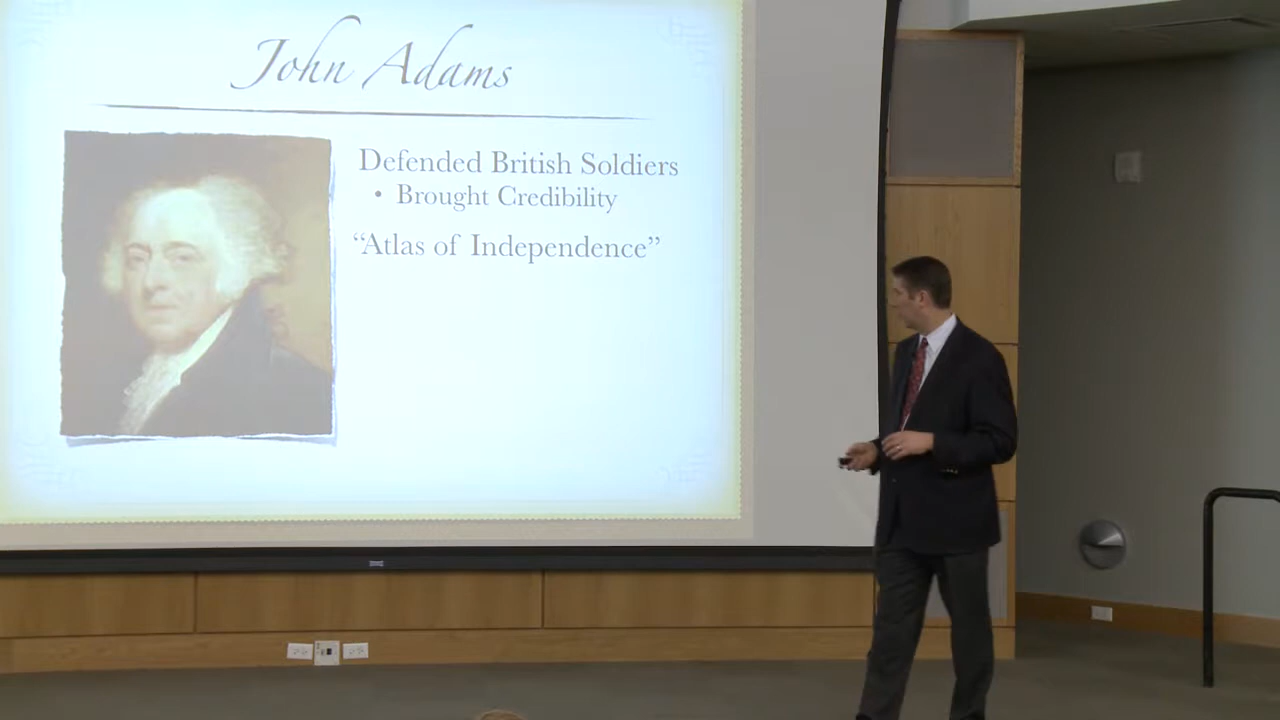 John Adams
Defended British Soldiers
• Brought Credibility
“Atlas of Independence”